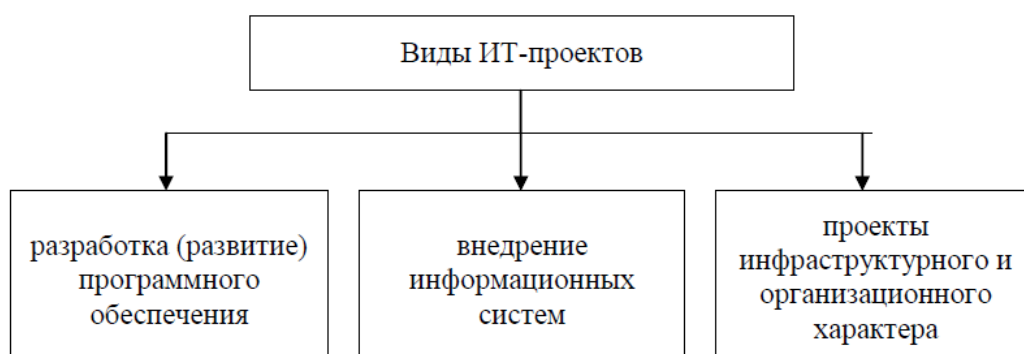 Виды ИТ-проектов
разработка (развитие)
программного
обеспечения
внедрение
информационных
систем
проекты
инфраструктурного и
организационного
характера